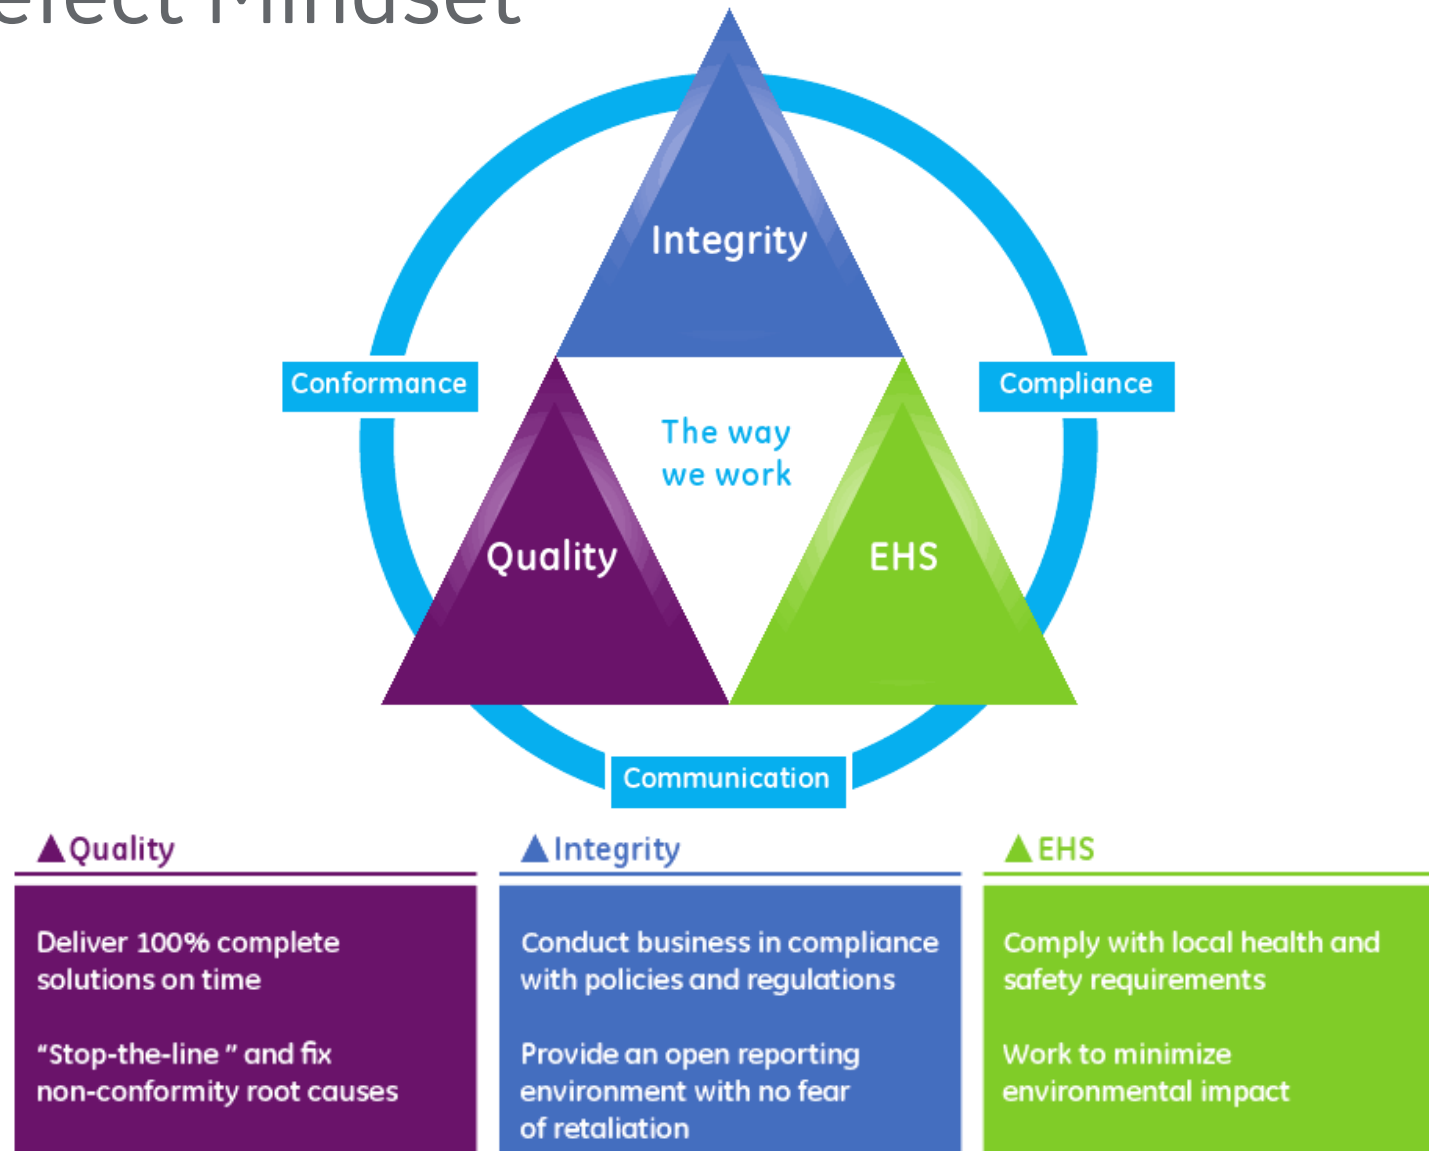 Mindset
Integrity
Conformance
Compliance
The way
we work
Quality
EHS
Communication
Quality
Deliver 100% complete
solutions on time
“Stop-the-line ” and fix
non-conformity root causes
Integrity
Conduct business in compliance
with policies and regulations
Provide an open reporting
environment with no fear
of retaliation
EHS
Comply with local health and
safety requirements
Work to minimize
environmental impact